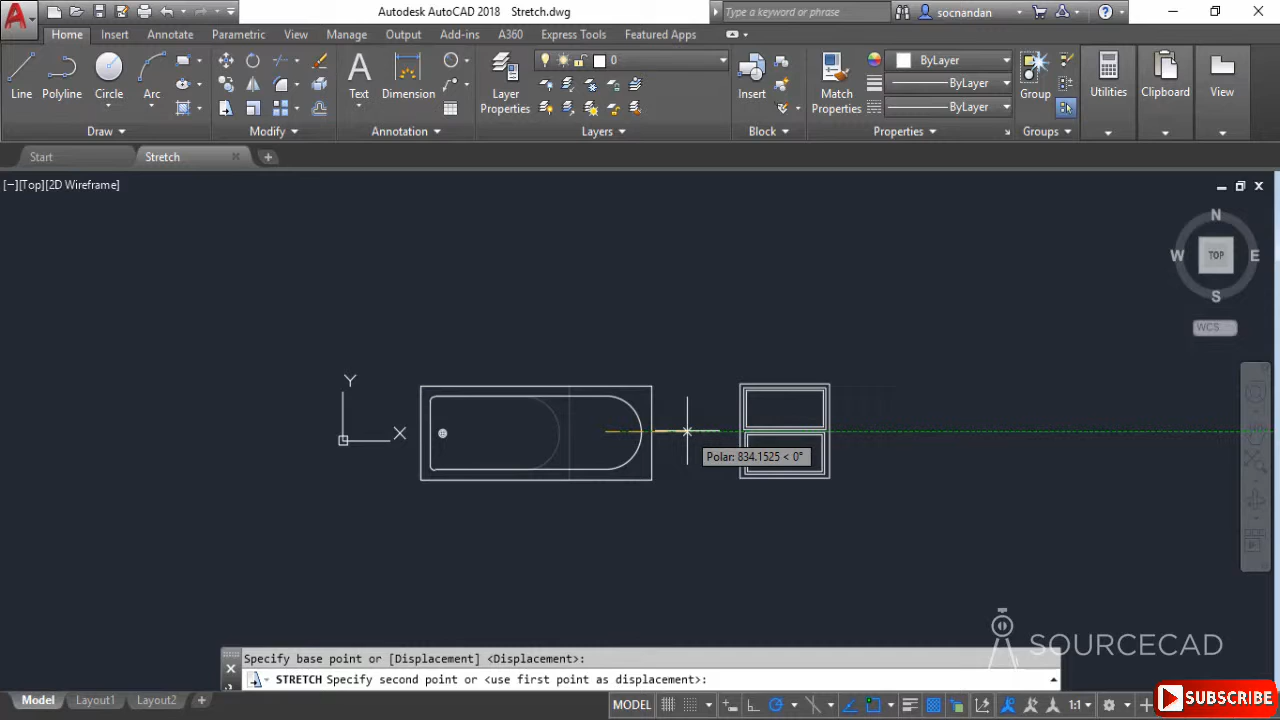 Autodesk AutoCAD 2018 Stretch.dwg
Type a keyword or phrase
socnandan
Home Insert Annotate Parametric View Manage Output Add-ins A360 Express Tools Featured Apps
0
ByLayer
ByLayer
ByLayer
Line Polyline Circle Arc
Text Dimension
Layer Properties
Insert
Match Properties
Group
Utilities Clipboard View
Draw Modify Annotation Layers Block Properties Groups
Start Stretch
[−][Top][2D Wireframe]
N
W TOP E
S
WCS
Y
X
Polar: 834.1525 < 0°
SOURCECAD
Specify base point or [Displacement] <Displacement>:
STRETCH Specify second point or <use first point as displacement>:
Model Layout1 Layout2
MODEL 1:1
SUBSCRIBE